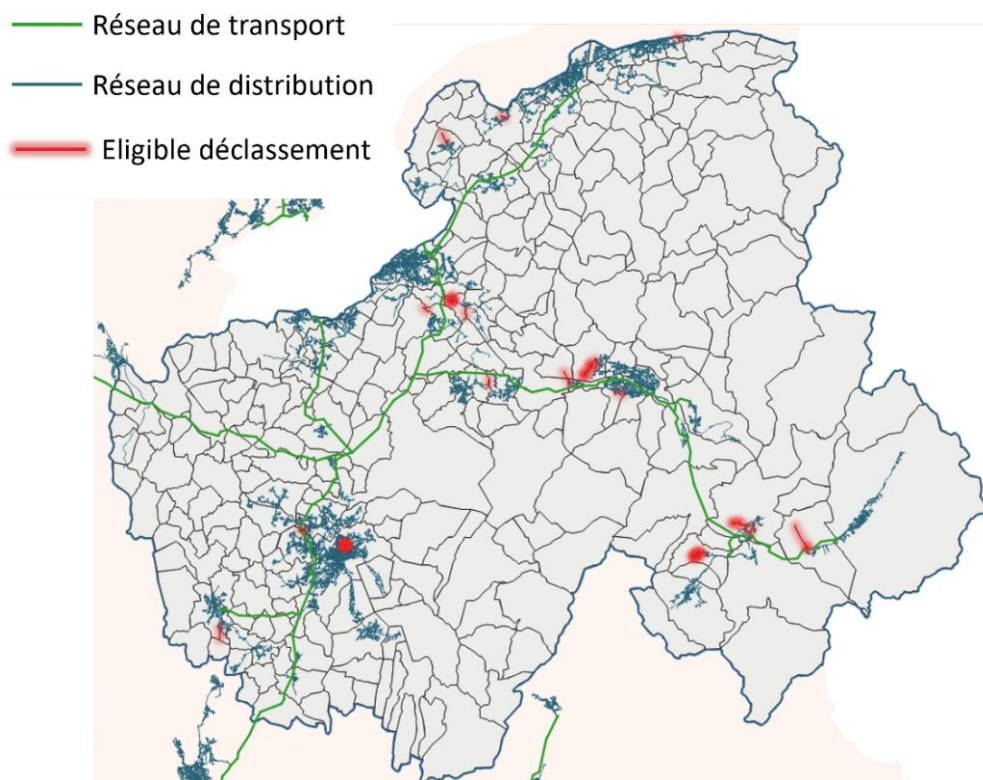 Réseau de transport
Réseau de distribution
Eligible déclassement